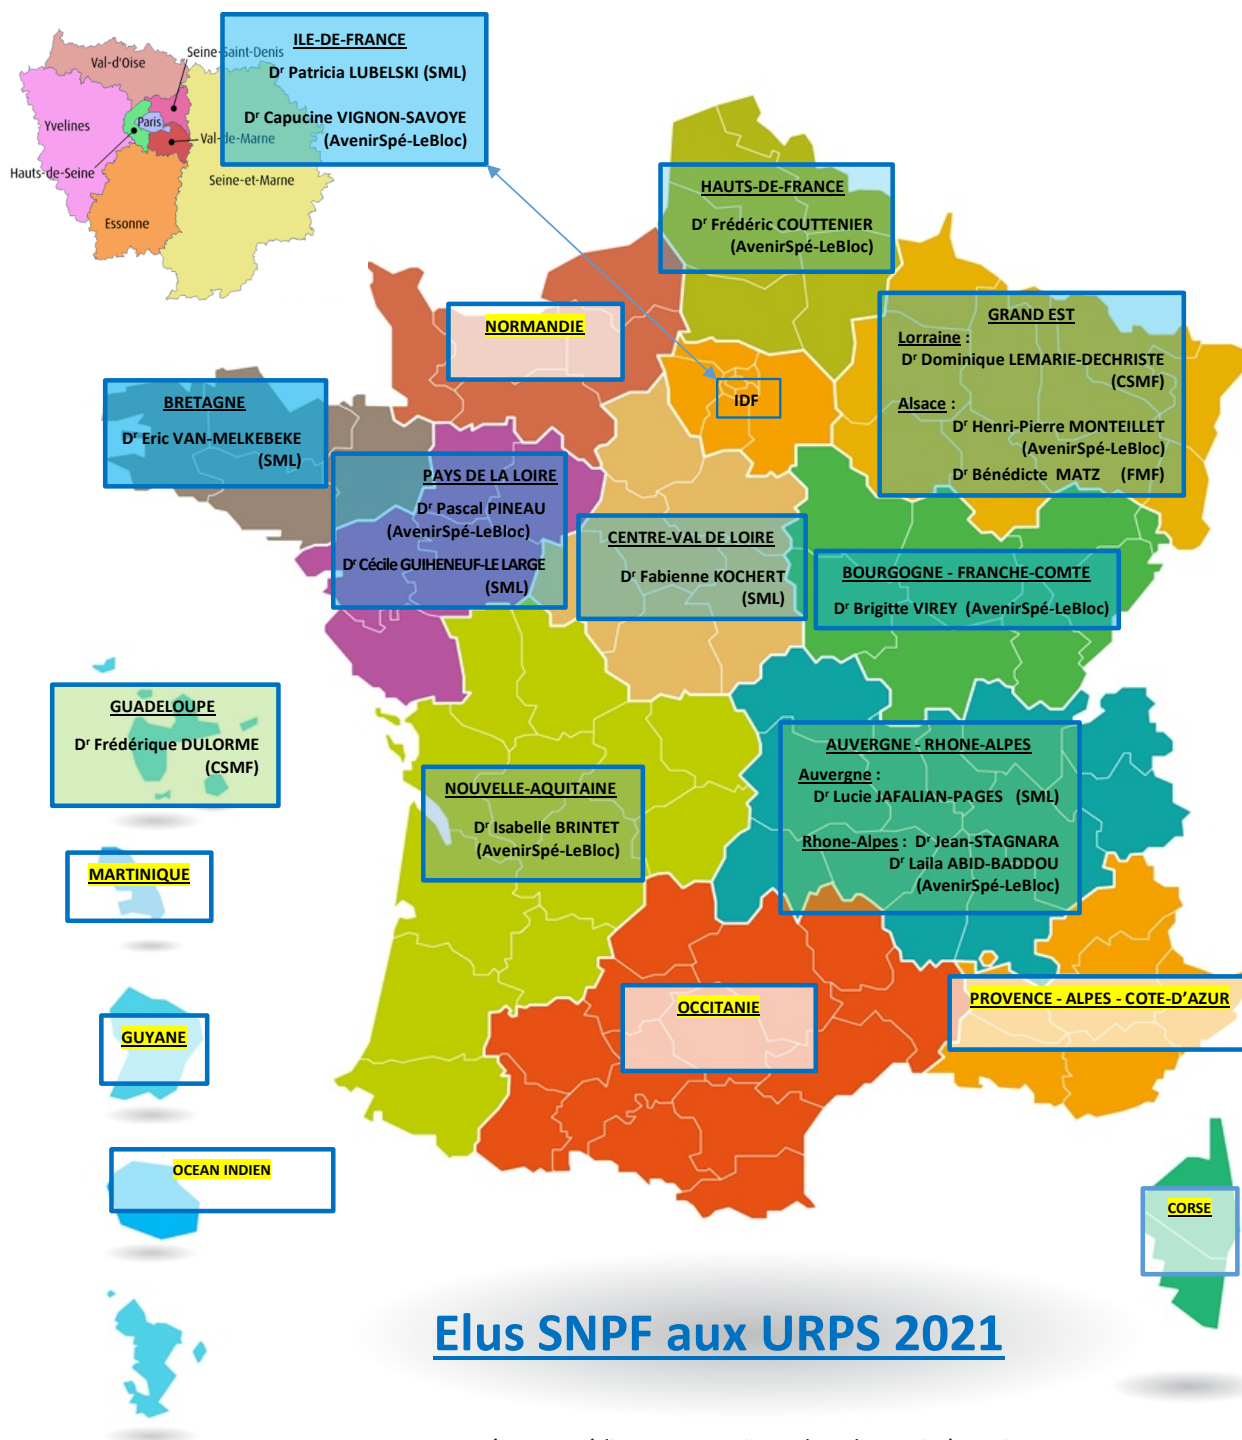 ILE-DE-FRANCE
Dr Patricia LUBELSKI (SML)
Dr Capucine VIGNON-SAVOYE
(AvenirSpé-LeBloc)
Val-d'Oise
Seine-Saint-Denis
Yvelines
Paris
Val-de-Marne
Hauts-de-Seine
Seine-et-Marne
Essonne
HAUTS-DE-FRANCE
Dr Frédéric COUTTENIER
(AvenirSpé-LeBloc)
NORMANDIE
GRAND EST
Lorraine :
Dr Dominique LEMARIE-DECHRISTE
(CSMF)
Alsace :
Dr Henri-Pierre MONTEILLET
(AvenirSpé-LeBloc)
Dr Bénédicte MATZ (FMF)
IDF
BRETAGNE
Dr Eric VAN-MELKEBEKE
(SML)
PAYS DE LA LOIRE
Dr Pascal PINEAU
(AvenirSpé-LeBloc)
Dr Cécile GUIHENEUF-LE LARGE
(SML)
CENTRE-VAL DE LOIRE
Dr Fabienne KOCHERT
(SML)
BOURGOGNE - FRANCHE-COMTE
Dr Brigitte VIREY (AvenirSpé-LeBloc)
GUADELOUPE
Dr Frédérique DULORME
(CSMF)
NOUVELLE-AQUITAINE
Dr Isabelle BRINTET
(AvenirSpé-LeBloc)
AUVERGNE - RHONE-ALPES
Auvergne :
Dr Lucie JAFALIAN-PAGES (SML)
Rhone-Alpes : Dr Jean-STAGNARA
Dr Laila ABID-BADDOU
(AvenirSpé-LeBloc)
MARTINIQUE
OCCITANIE
PROVENCE - ALPES - COTE-D’AZUR
GUYANE
OCEAN INDIEN
CORSE
Elus SNPF aux URPS 2021